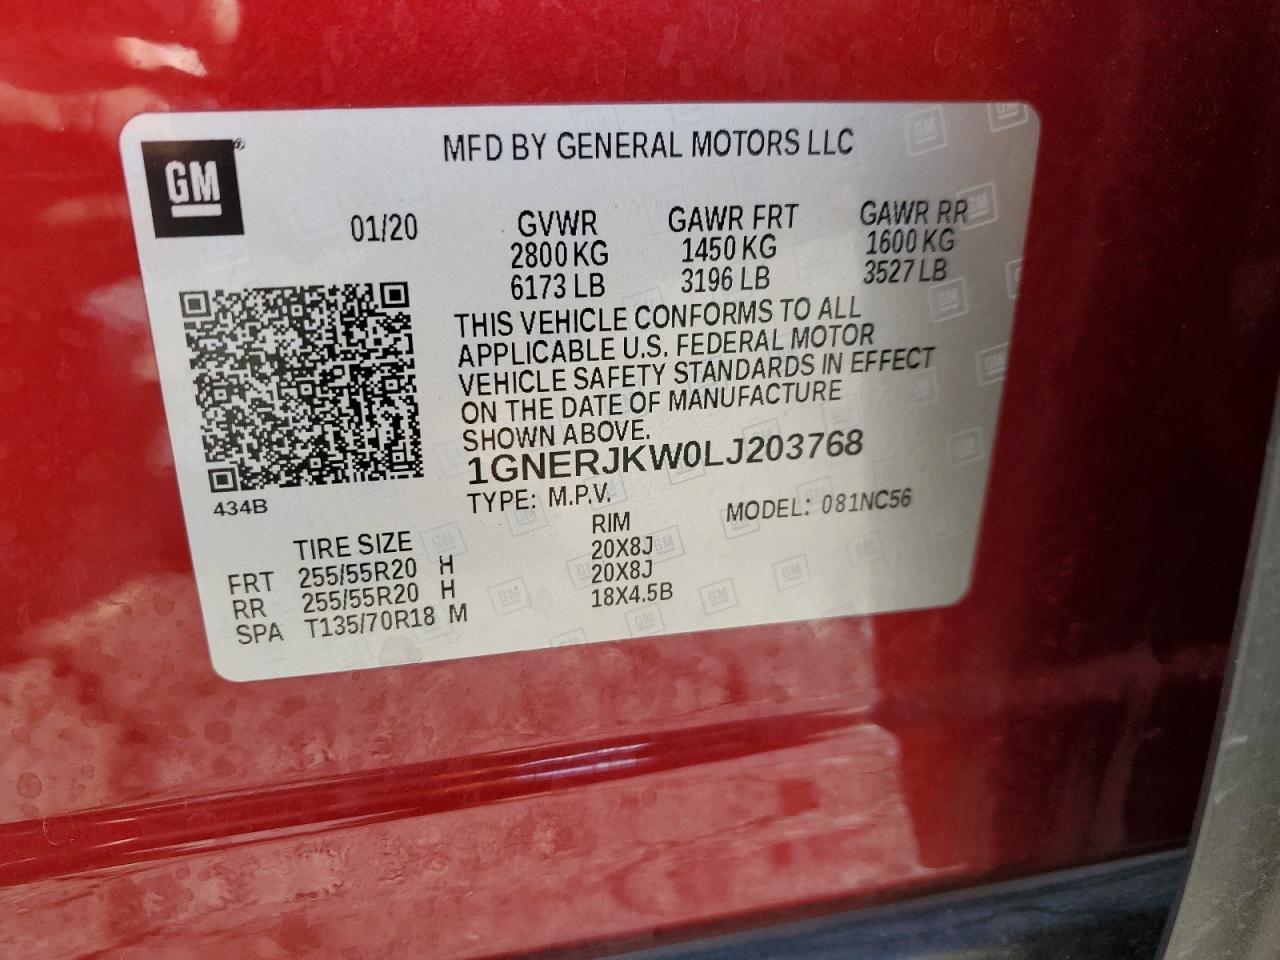 GM
MFD BY GENERAL MOTORS LLC
01/20 GVWR GAWR FRT GAWR RR
2800 KG 1450 KG 1600 KG
6173 LB 3196 LB 3527 LB
THIS VEHICLE CONFORMS TO ALL
APPLICABLE U.S. FEDERAL MOTOR
VEHICLE SAFETY STANDARDS IN EFFECT
ON THE DATE OF MANUFACTURE
SHOWN ABOVE.
1GNERJKW0LJ203768
434B
TYPE: M.P.V. MODEL: 081NC56
TIRE SIZE RIM
FRT 255/55R20 H 20X8J
RR 255/55R20 H 20X8J
SPA T135/70R18 M 18X4.5B